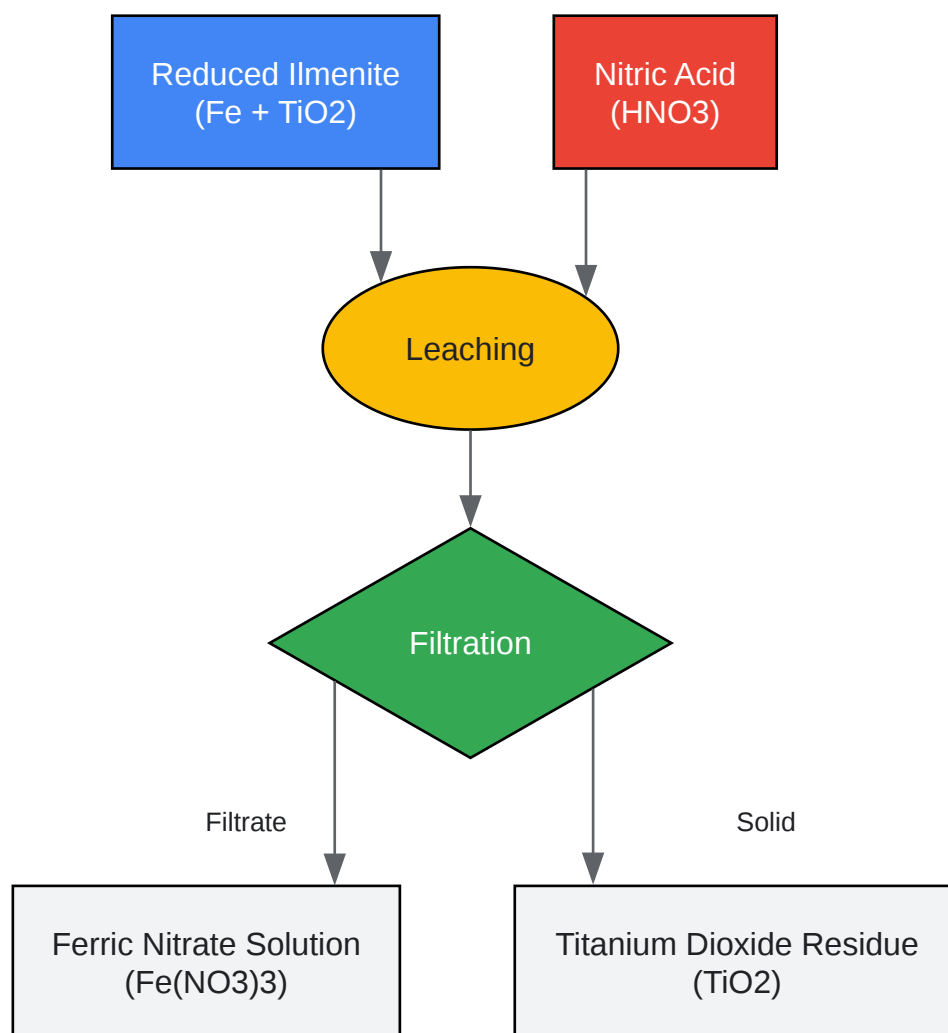 Reduced Ilmenite
(Fe + TiO2)
Nitric Acid
(HNO3)
Leaching
Filtration
Filtrate
Solid
Ferric Nitrate Solution
(Fe(NO3)3)
Titanium Dioxide Residue
(TiO2)